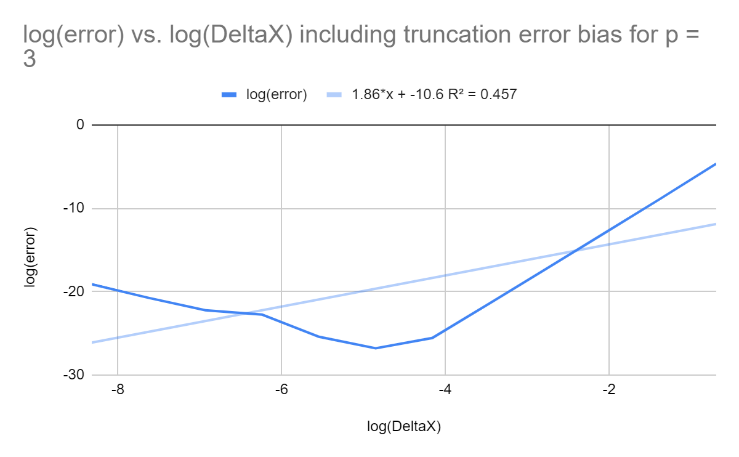 log(error) vs. log(DeltaX) including truncation error bias for p =
3
log(error)
1.86*x + -10.6 R² = 0.457
0
-10
-20
-30
log(error)
-8
-6
-4
-2
log(DeltaX)